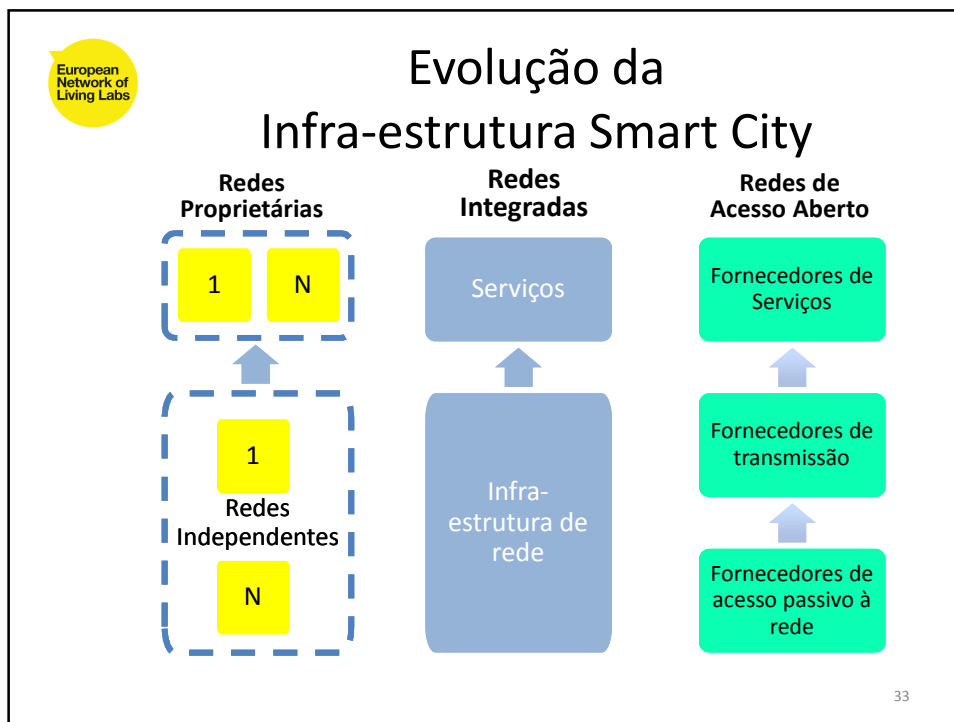 European
Network of
Living Labs
Evolução da
Infra-estrutura Smart City
Redes
Proprietárias
1
N
1
Redes
Independentes
N
Redes
Integradas
Serviços
Infra-
estrutura de
rede
Redes de
Acesso Aberto
Fornecedores de
Serviços
Fornecedores de
transmissão
Fornecedores de
acesso passivo à
rede
33